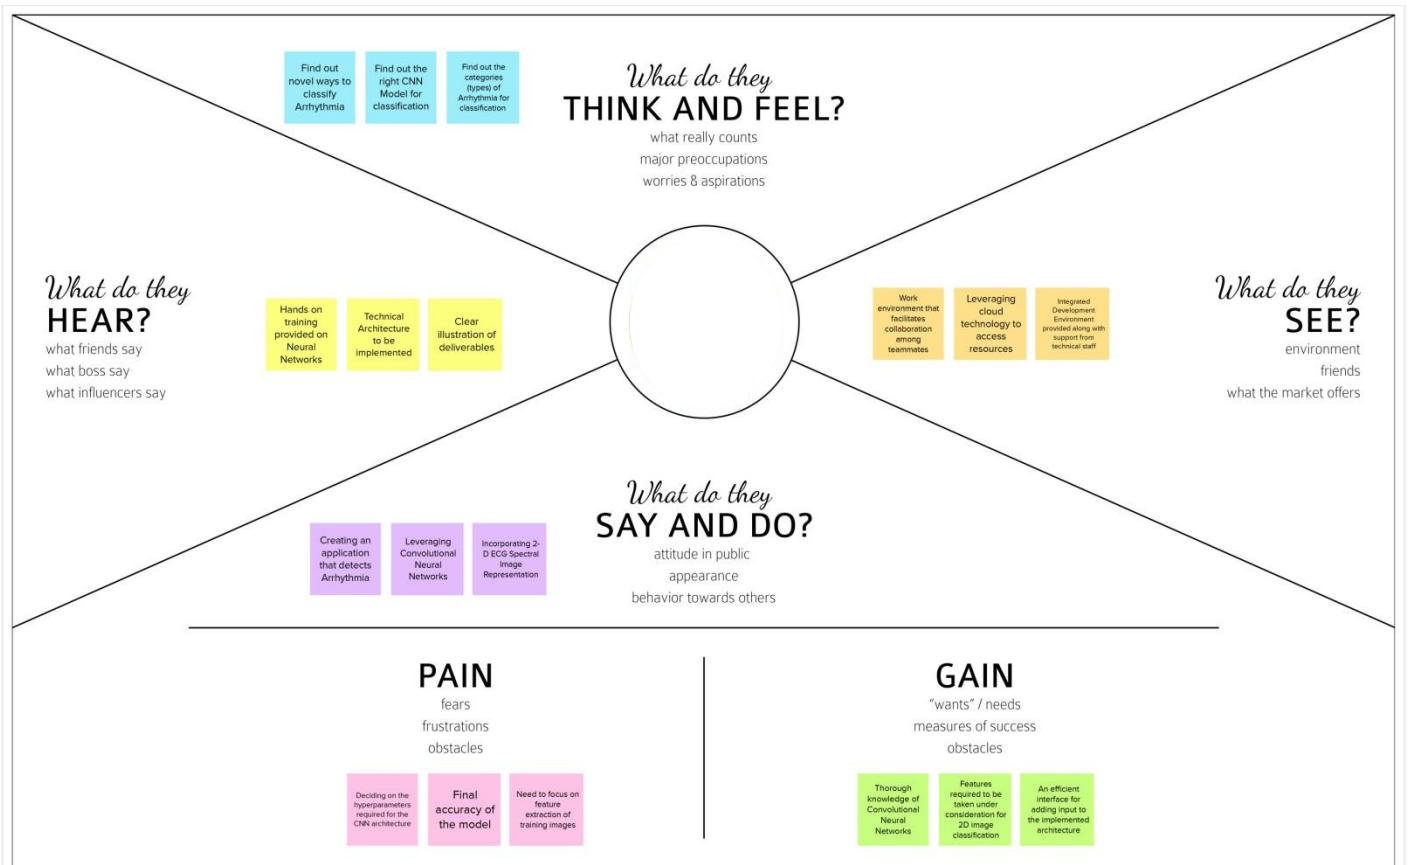 Find out
novel ways to
classify
Arrhythmia
Find out the
right CNN
Model for
classification
Find out the
categories
(types) of
Arrhythmia for
classification
What do they
THINK AND FEEL?
what really counts
major preoccupations
worries & aspirations
What do they
HEAR?
what friends say
what boss say
what influencers say
Hands on
training
provided on
Neural
Networks
Technical
Architecture
to be
implemented
Clear
illustration of
deliverables
Work
environment that
facilitates
collaboration
among
teammates
Leveraging
cloud
technology to
access
resources
Integrated
Development
Environment
provided along with
support from
technical staff
What do they
SEE?
environment
friends
what the market offers
What do they
SAY AND DO?
attitude in public
appearance
behavior towards others
Creating an
application
that detects
Arrhythmia
Leveraging
Convolutional
Neural
Networks
Incorporating 2-
D ECG Spectral
Image
Representation
PAIN
fears
frustrations
obstacles
Deciding on the
hyperparameters
required for the
CNN architecture
Final
accuracy of
the model
Need to focus on
feature
extraction of
training images
GAIN
"wants" / needs
measures of success
obstacles
Thorough
knowledge of
Convolutional
Neural
Networks
Features
required to be
taken under
consideration for
2D image
classification
An efficient
interface for
adding input to
the implemented
architecture